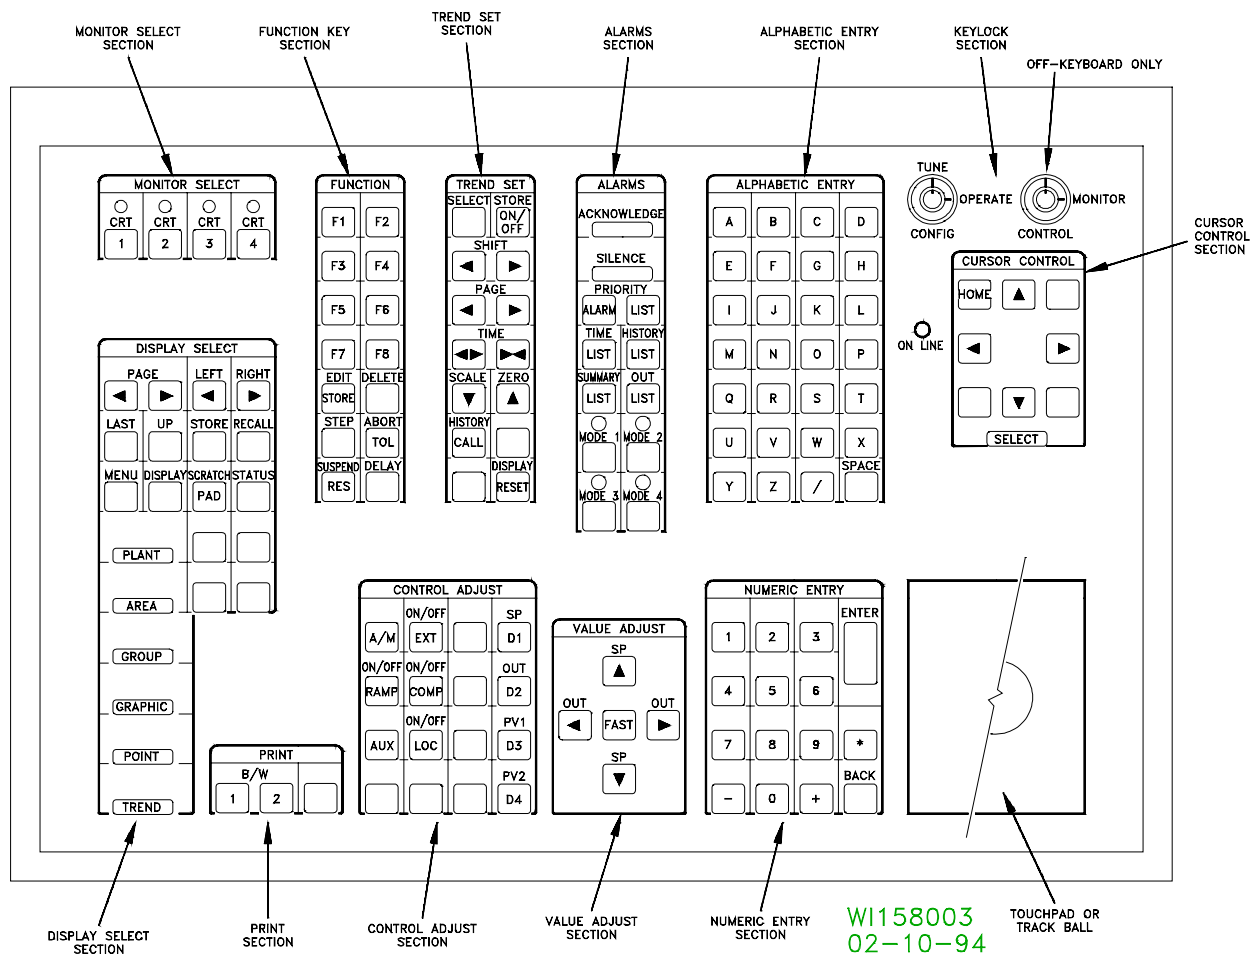 MONITOR SELECT
SECTION
FUNCTION KEY
SECTION
TREND SET
SECTION
ALARMS
SECTION
ALPHABETIC ENTRY
SECTION
KEYLOCK
SECTION
OFF-KEYBOARD ONLY
MONITOR SELECT
CRT CRT CRT CRT
1 2 3 4
FUNCTION
F1 F2
F3 F4
F5 F6
F7 F8
EDIT DELETE
STORE
STEP ABORT
TOL
SUSPEND DELAY
RES
TREND SET
SELECT STORE
ON/
OFF
SHIFT
PAGE
TIME
SCALE ZERO
HISTORY
CALL
DISPLAY
RESET
ALARMS
ACKNOWLEDGE
SILENCE
PRIORITY
ALARM LIST
TIME HISTORY
LIST LIST
SUMMARY OUT
LIST LIST
MODE 1 MODE 2
MODE 3 MODE 4
ALPHABETIC ENTRY
A B C D
E F G H
I J K L
M N O P
Q R S T
U V W X
SPACE
Y Z /
TUNE
OPERATE
CONFIG
MONITOR
CONTROL
CURSOR
CONTROL
SECTION
CURSOR CONTROL
HOME
SELECT
ON LINE
DISPLAY SELECT
PAGE LEFT RIGHT
LAST UP STORE RECALL
MENU DISPLAY SCRATCH STATUS
PAD
PLANT
AREA
GROUP
GRAPHIC
POINT
TREND
PRINT
B/W
1 2
CONTROL ADJUST
ON/OFF SP
A/M EXT D1
ON/OFF ON/OFF OUT
RAMP COMP D2
ON/OFF PV1
AUX LOC D3
PV2
D4
VALUE ADJUST
SP
OUT OUT
FAST
SP
NUMERIC ENTRY
ENTER
1 2 3
4 5 6
7 8 9 *
BACK
- 0 +
DISPLAY SELECT
SECTION
PRINT
SECTION
CONTROL ADJUST
SECTION
VALUE ADJUST
SECTION
NUMERIC ENTRY
SECTION
WI158003
02-10-94
TOUCHPAD OR
TRACK BALL